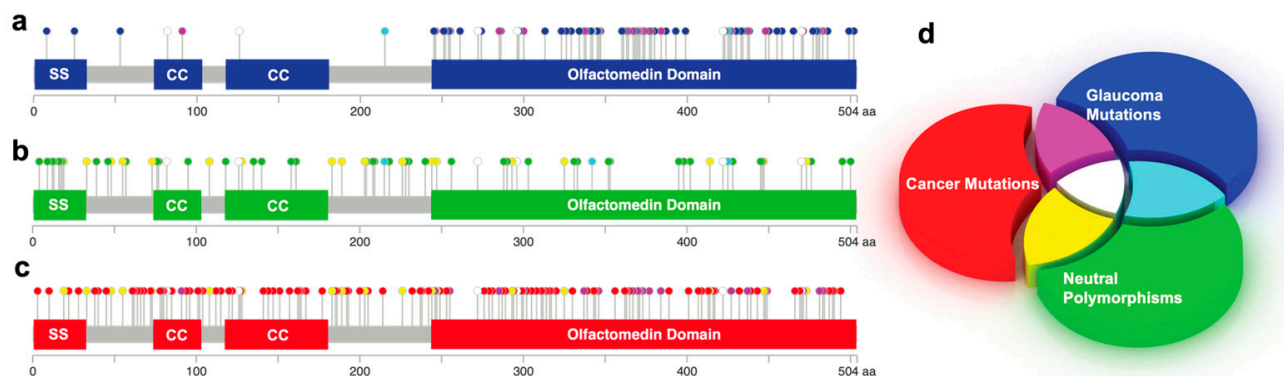 a
SS
CC
CC
Olfactomedin Domain
0
100
200
300
400
504 aa
b
SS
CC
CC
Olfactomedin Domain
0
100
200
300
400
504 aa
c
SS
CC
CC
Olfactomedin Domain
0
100
200
300
400
504 aa
d
Glaucoma
Mutations
Cancer Mutations
Neutral
Polymorphisms